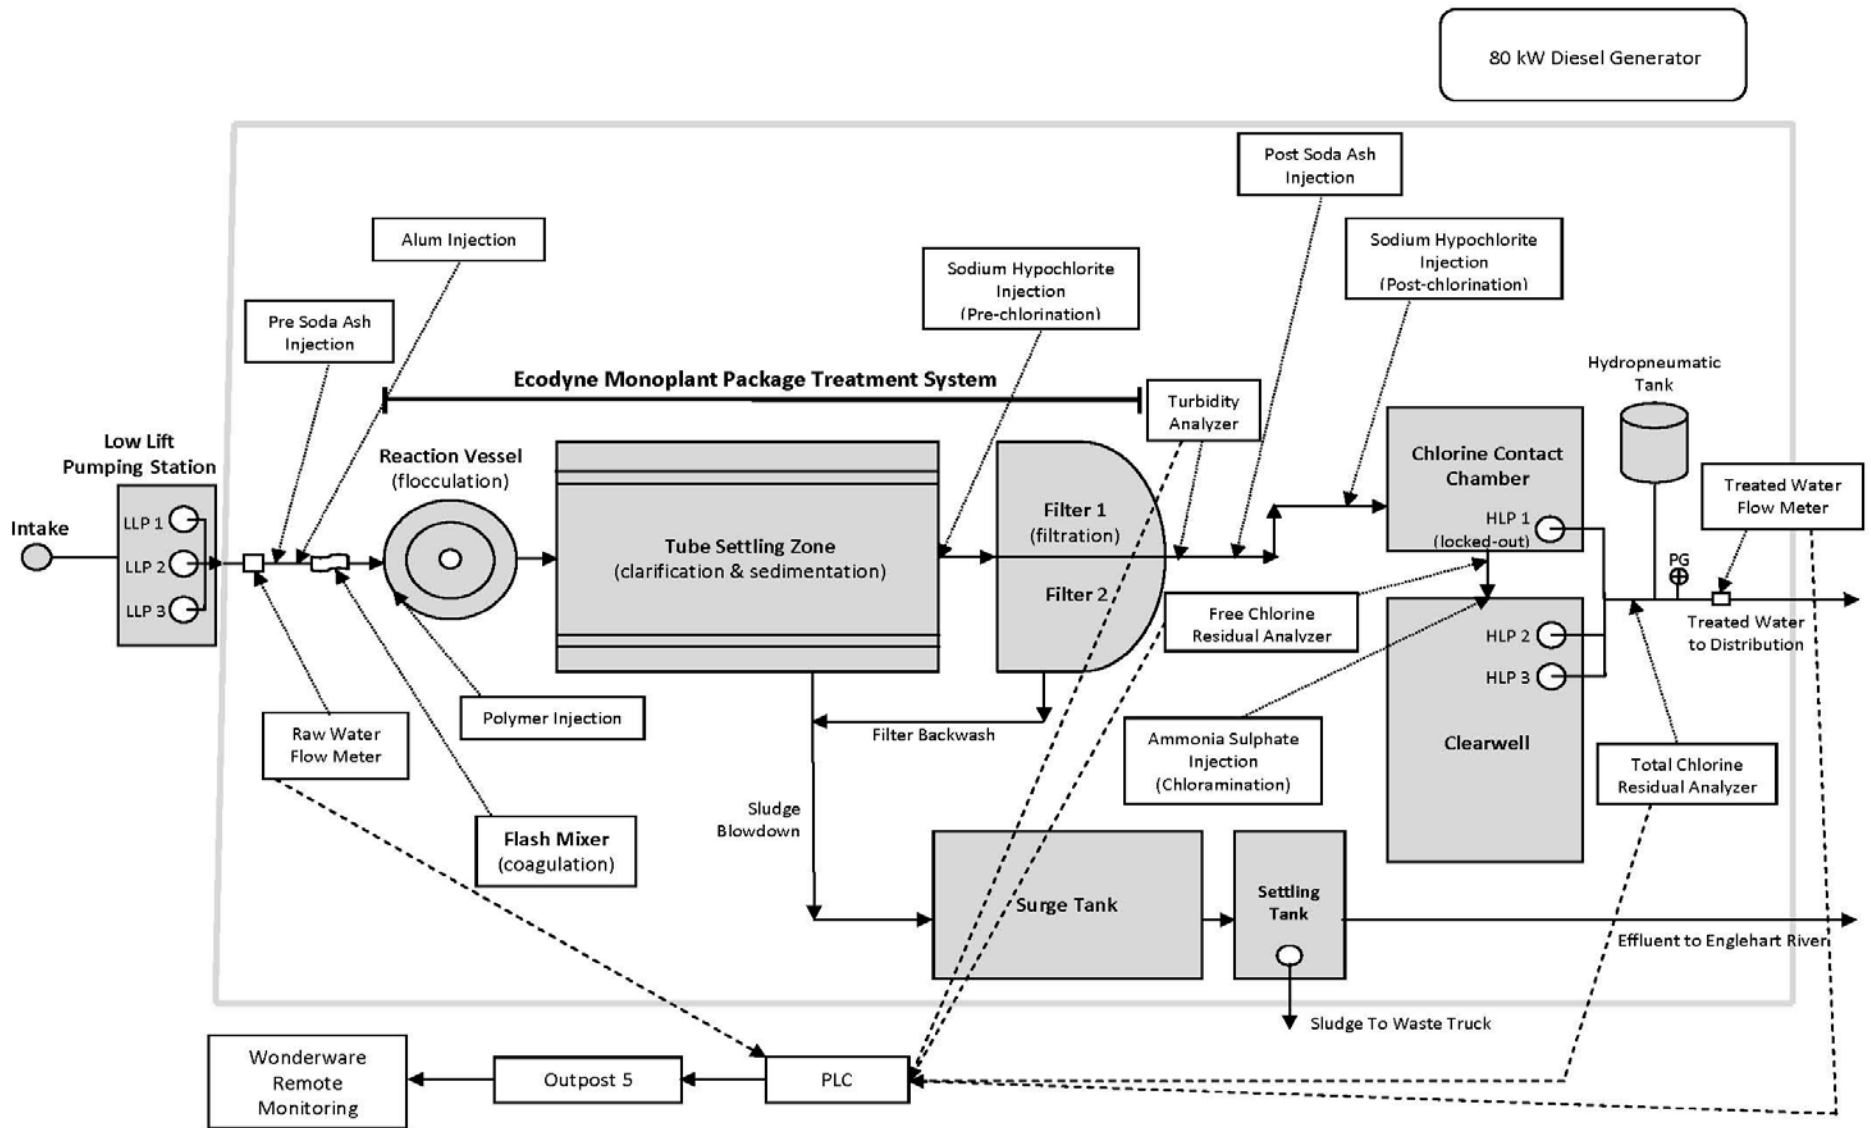 80 kW Diesel Generator
Post Soda Ash
Injection
Alum Injection
Sodium Hypochlorite
Injection
(Post-chlorination)
Sodium Hypochlorite
Injection
(Pre-chlorination)
Pre Soda Ash
Injection
Ecodyne Monoplant Package Treatment System
Hydropneumatic
Tank
Turbidity
Analyzer
Low Lift
Pumping Station
Reaction Vessel
(flocculation)
Chlorine Contact
Chamber
Treated Water
Flow Meter
Intake
LLP 1
LLP 2
LLP 3
Filter 1
(filtration)
Filter 2
HLP 1
(locked-out)
Tube Settling Zone
(clarification & sedimentation)
PG
Free Chlorine
Residual Analyzer
Treated Water
to Distribution
HLP 2
HLP 3
Polymer Injection
Raw Water
Flow Meter
Filter Backwash
Ammonia Sulphate
Injection
(Chloramination)
Clearwell
Total Chlorine
Residual Analyzer
Sludge
Blowdown
Flash Mixer
(coagulation)
Surge Tank
Settling
Tank
Effluent to Englehart River
Sludge To Waste Truck
Wonderware
Remote
Monitoring
Outpost 5
PLC